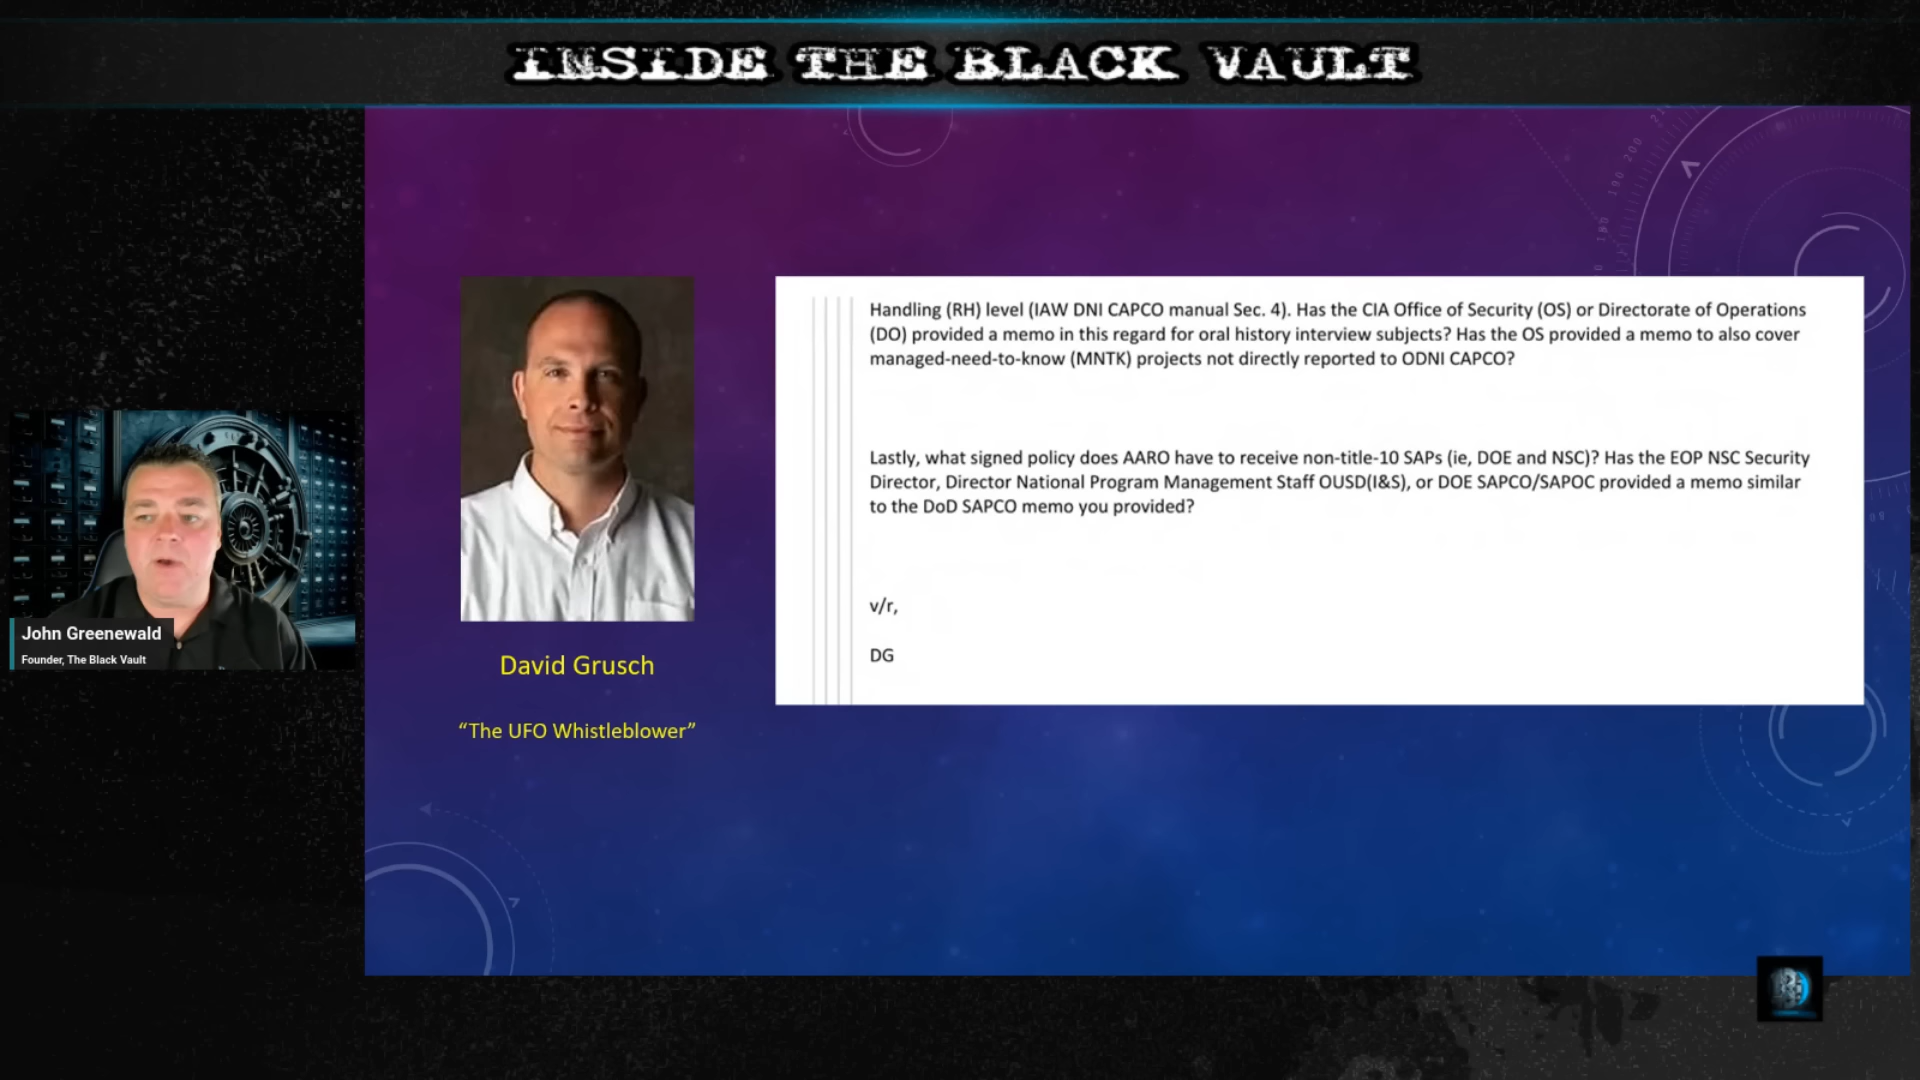 INSIDE THE BLACK VAULT
Handling (RH) level (IAW DNI CAPCO manual Sec. 4). Has the CIA Office of Security (OS) or Directorate of Operations
(DO) provided a memo in this regard for oral history interview subjects? Has the OS provided a memo to also cover
managed-need-to-know (MNTK) projects not directly reported to ODNI CAPCO?
Lastly, what signed policy does AARO have to receive non-title-10 SAPs (ie, DOE and NSC)? Has the EOP NSC Security
Director, Director National Program Management Staff OUSD(I&S), or DOE SAPCO/SAPOC provided a memo similar
to the DoD SAPCO memo you provided?
v/r,
DG
David Grusch
“The UFO Whistleblower”
John Greenewald
Founder, The Black Vault